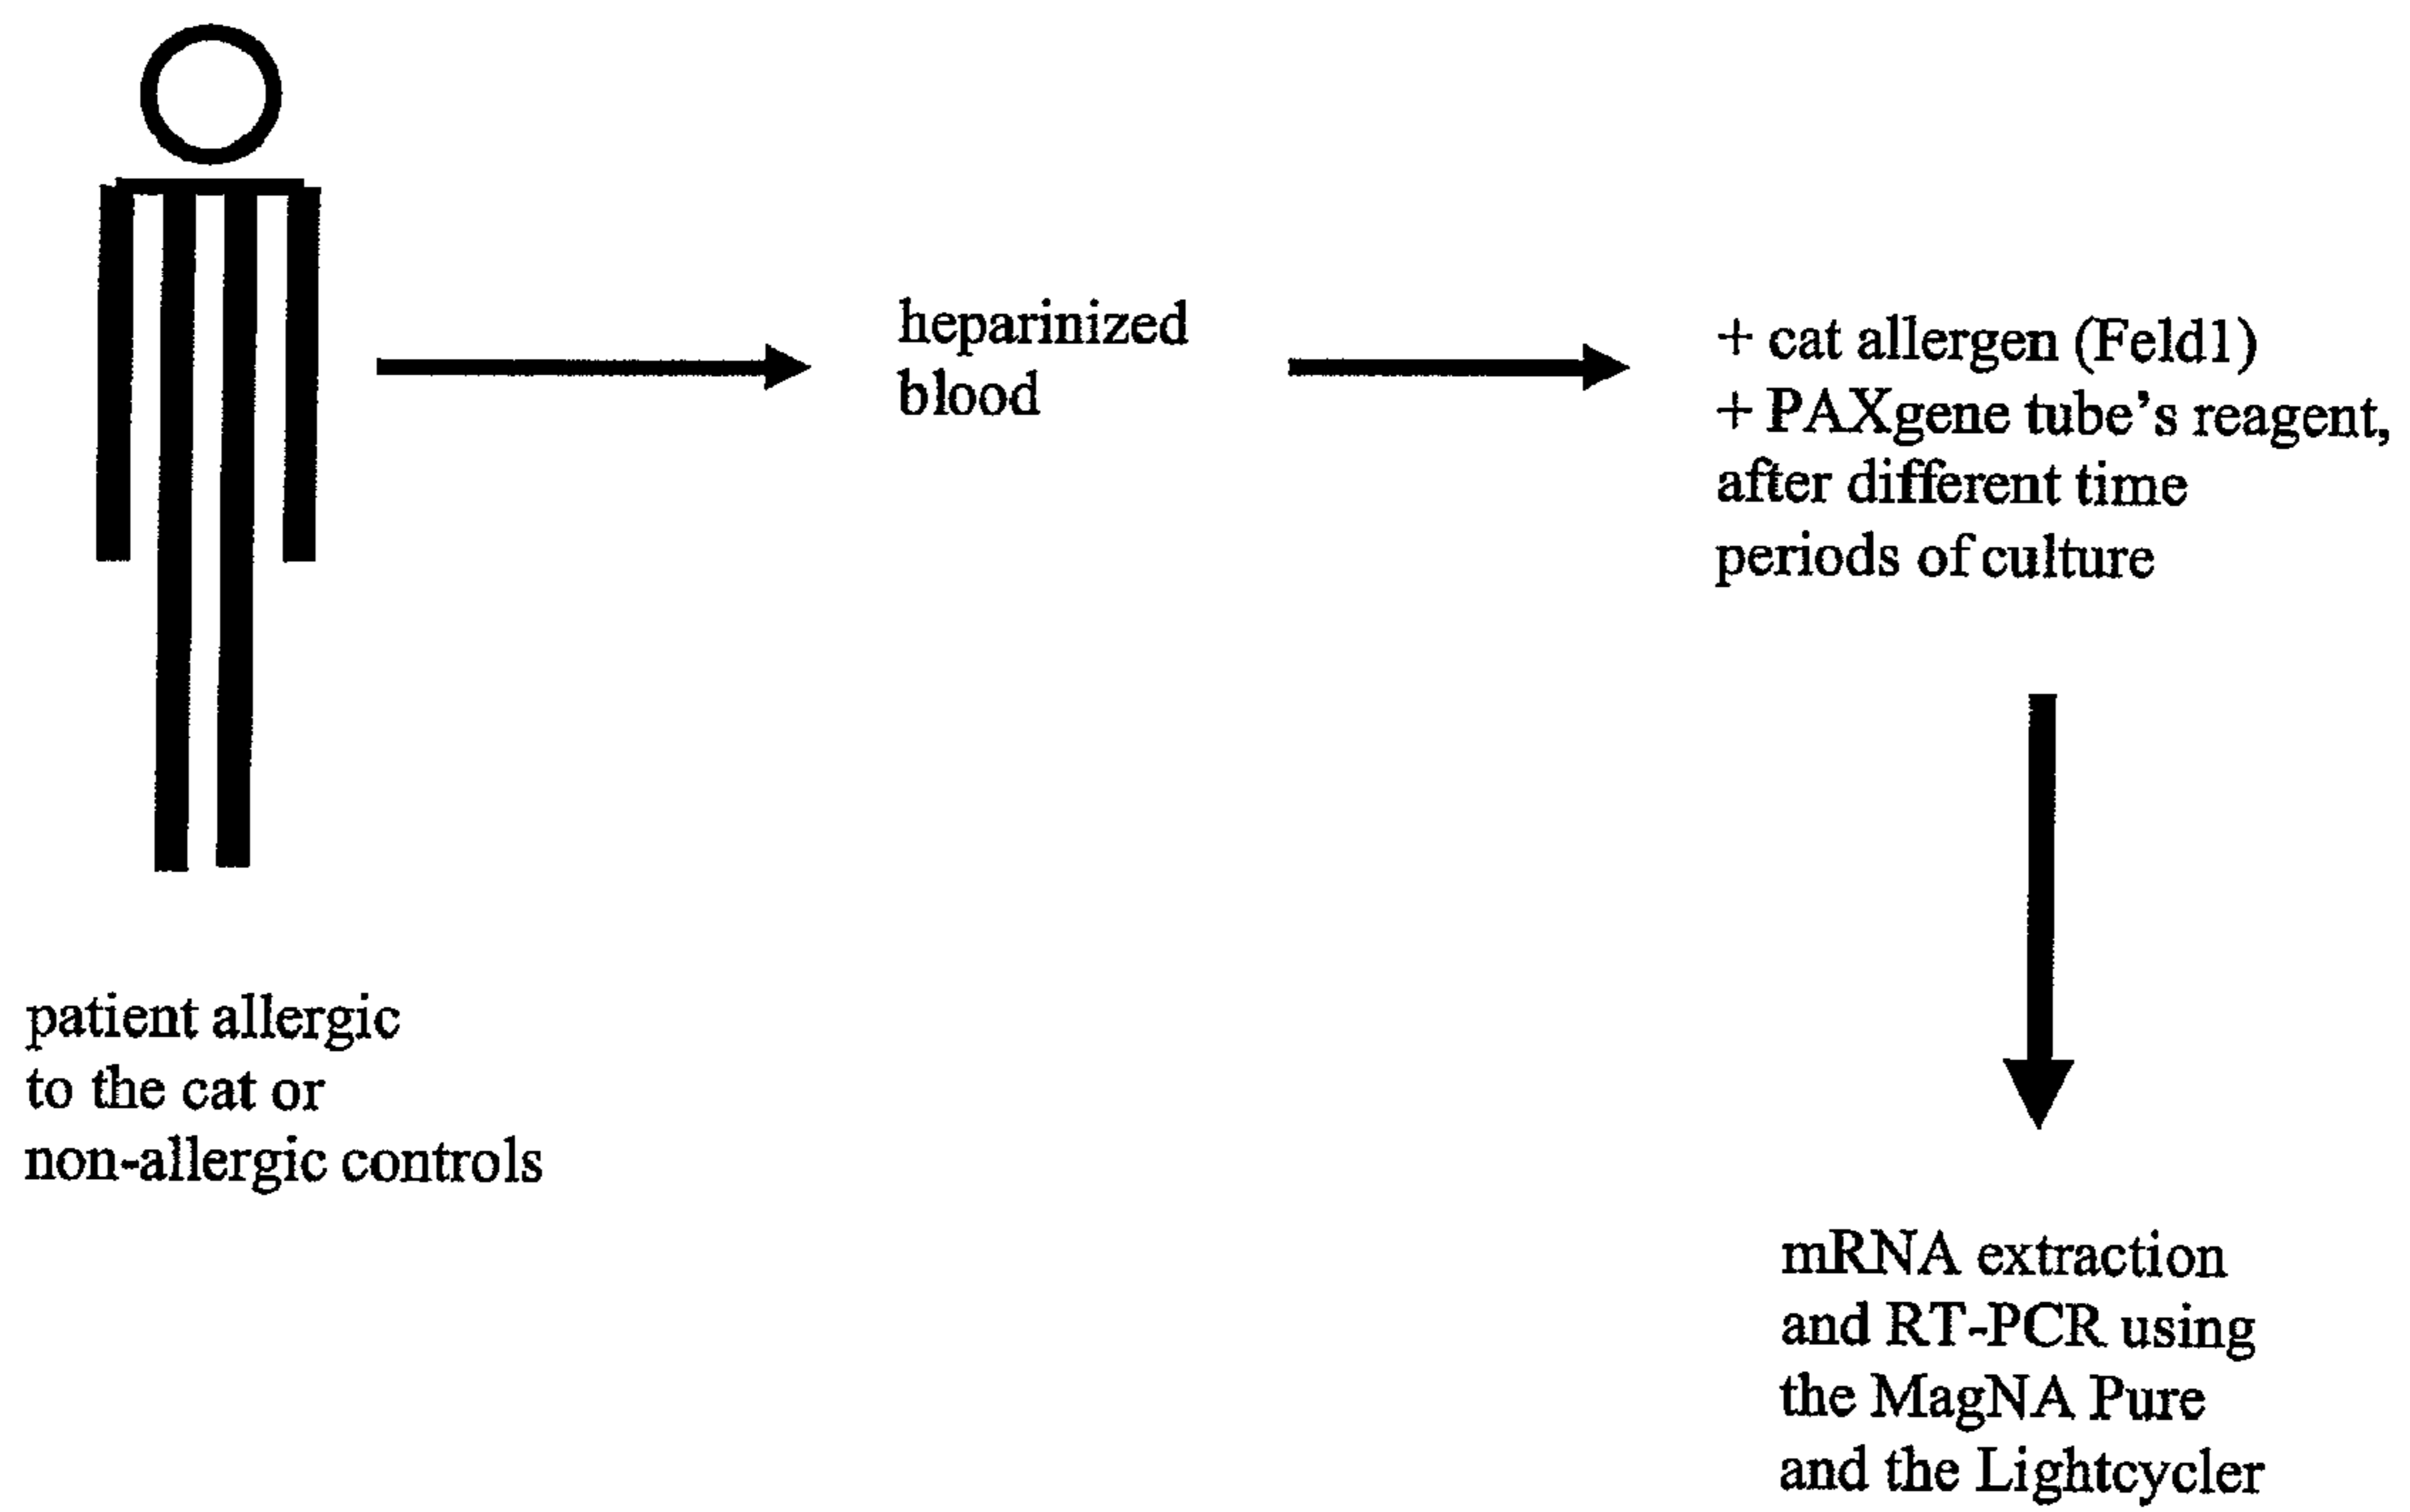 heparinized
blood
+ cat allergen (Feld1)
+ PAXgene tube's reagent,
after different time
periods of culture
patient allergic
to the cat or
non-allergic controls
mRNA extraction
and RT-PCR using
the MagNA Pure
and the Lightcycler